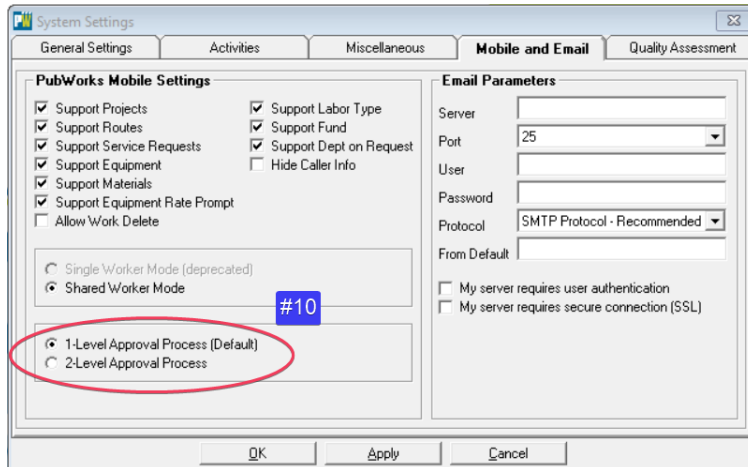 PW System Settings
General Settings
Activities
Miscellaneous
Mobile and Email
Quality Assessment
PubWorks Mobile Settings
Support Projects
Support Routes
Support Service Requests
Support Equipment
Support Materials
Support Equipment Rate Prompt
Allow Work Delete
Support Labor Type
Support Fund
Support Dept on Request
Hide Caller Info
Single Worker Mode (deprecated)
Shared Worker Mode
#10
1-Level Approval Process (Default)
2-Level Approval Process
Email Parameters
Server
Port 25
User
Password
Protocol SMTP Protocol - Recommended
From Default
My server requires user authentication
My server requires secure connection (SSL)
OK
Apply
Cancel